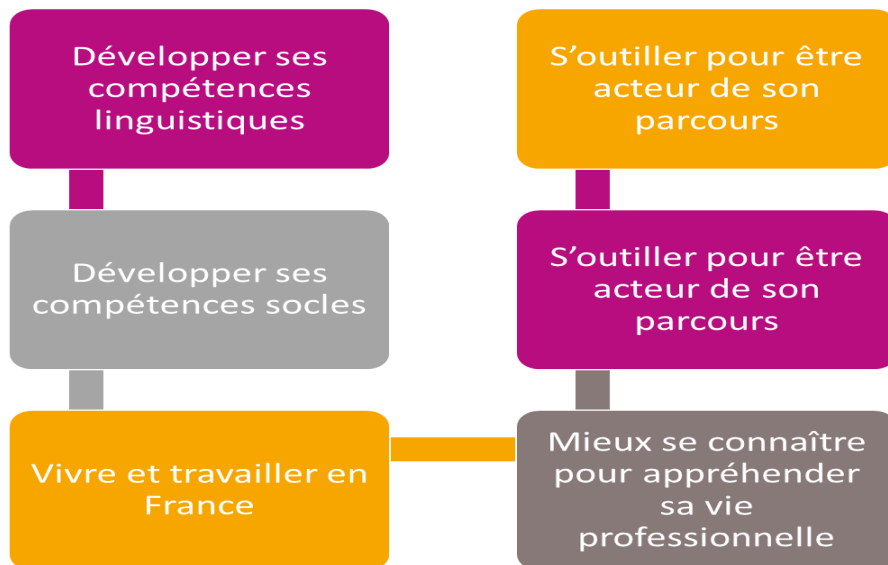 Développer ses
compétences
linguistiques
Développer ses
compétences socles
Vivre et travailler en
France
Mieux se connaître
pour appréhender
sa vie
professionnelle
S’outiller pour être
acteur de son
parcours
S’outiller pour être
acteur de son
parcours